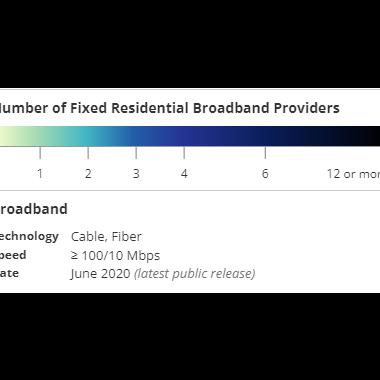 Number of Fixed Residential Broadband Providers
1 2 3 4 6 12 or mor
roadband
echnology Cable, Fiber
peed ≥ 100/10 Mbps
ate June 2020 (latest public release)